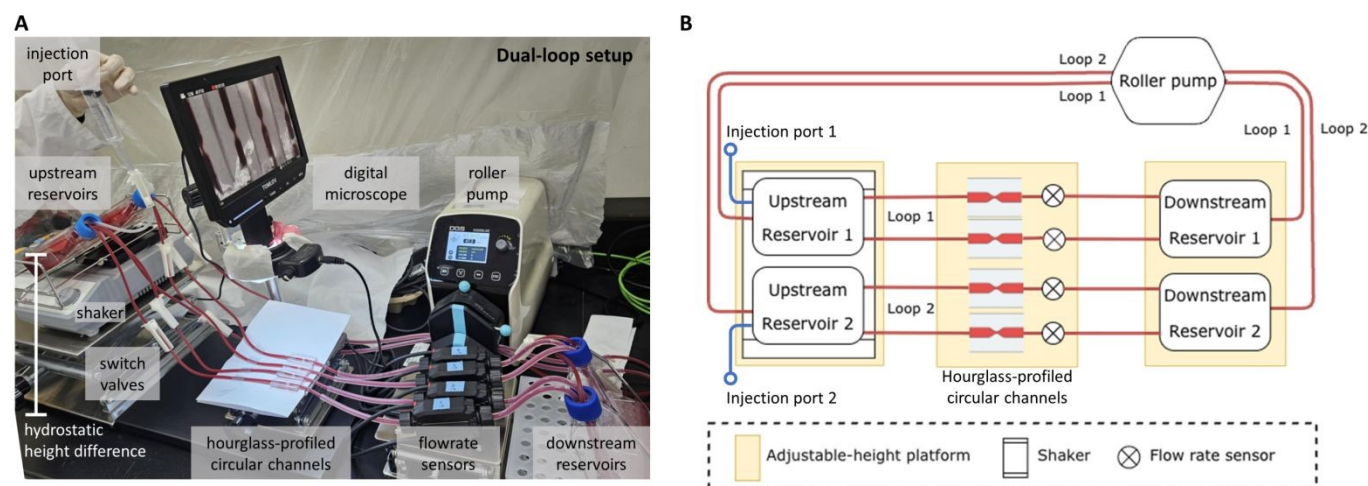 A
Dual-loop setup
injection
port
upstream
reservoirs
digital
microscope
roller
pump
shaker
switch
valves
hydrostatic
height difference
hourglass-profiled
circular channels
flowrate
sensors
downstream
reservoirs
B
Loop 2
Loop 1
Roller pump
Loop 1
Loop 2
Injection port 1
Upstream
Reservoir 1
Loop 1
Downstream
Reservoir 1
Upstream
Reservoir 2
Loop 2
Downstream
Reservoir 2
Injection port 2
Hourglass-profiled
circular channels
Adjustable-height platform
Shaker
Flow rate sensor